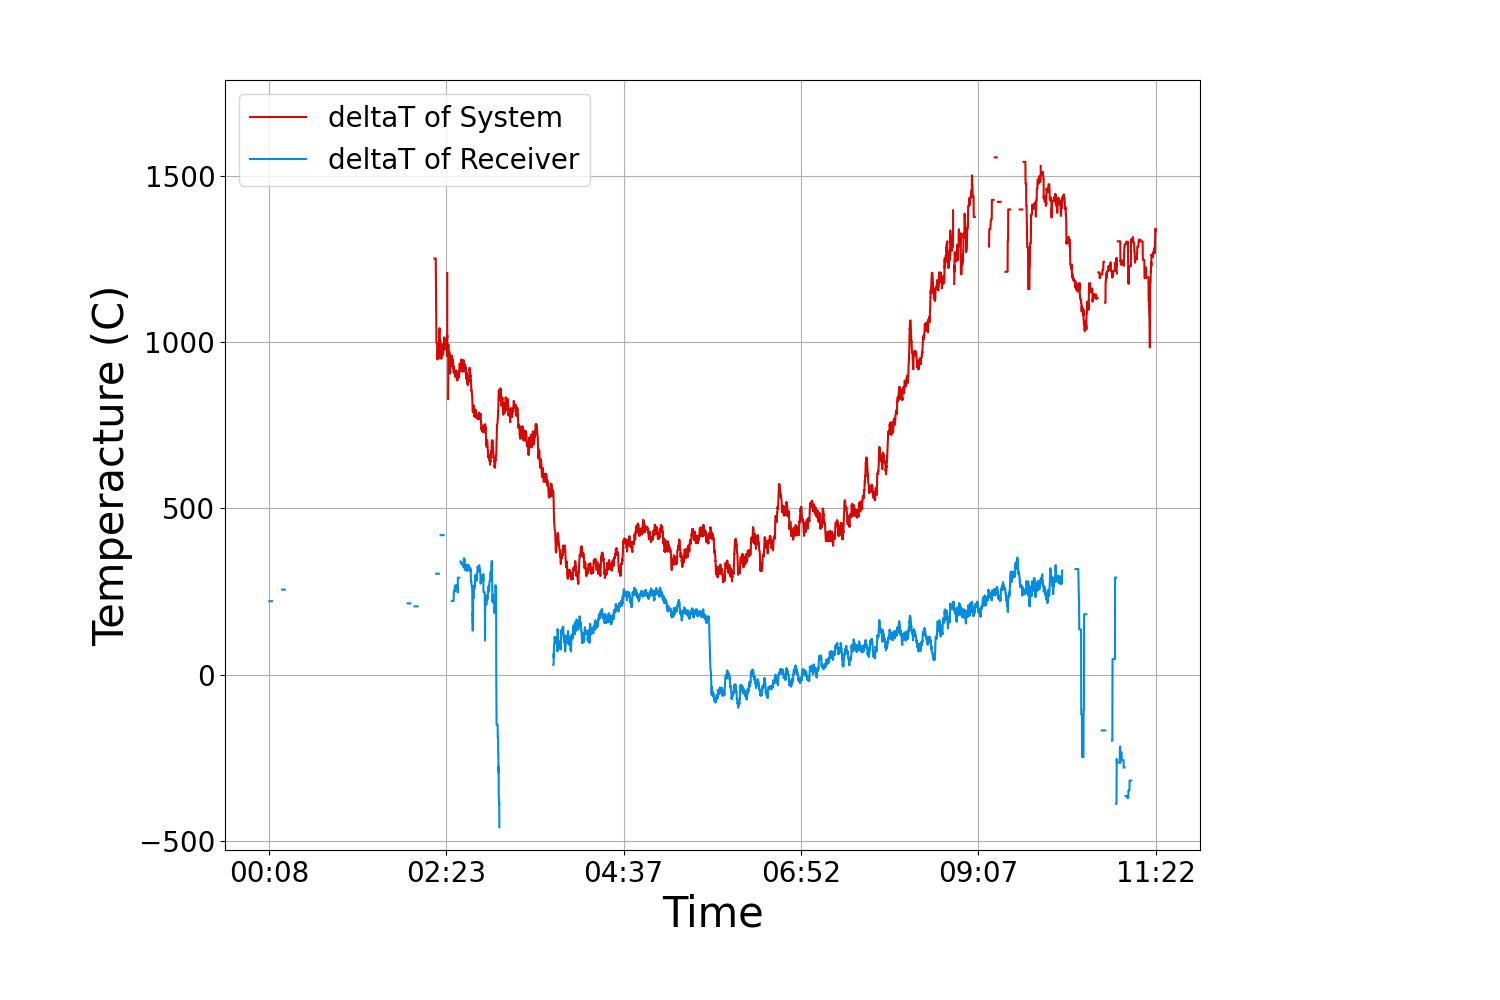 deltaT of System
deltaT of Receiver
1500
1000
500
0
−500
Temperacture (C)
00:08 02:23 04:37 06:52 09:07 11:22
Time